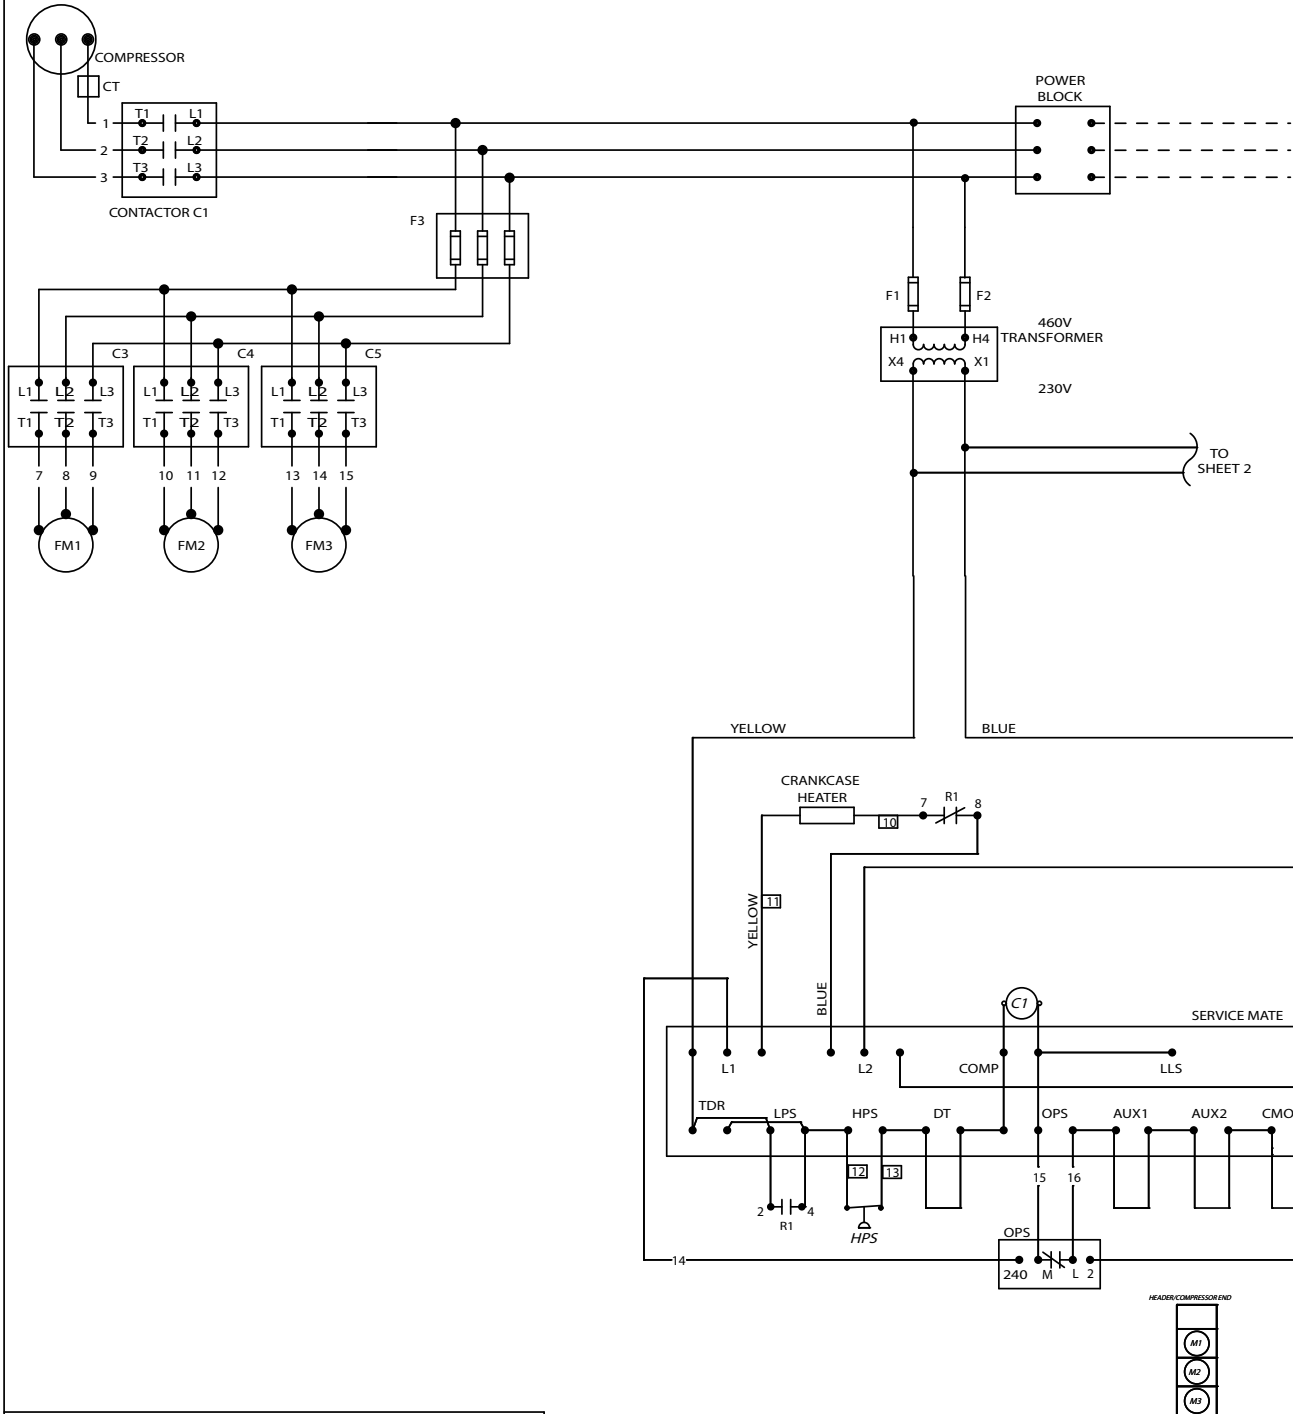 COMPRESSOR
CT
POWER
BLOCK
1 T1 L1
2 T2 L2
3 T3 L3
CONTACTOR C1
F3
F1 F2
460V
H1 H4 TRANSFORMER
X4 X1
230V
C3 C4 C5
L1 L2 L3 L1 L2 L3 L1 L2 L3
T1 T2 T3 T1 T2 T3 T1 T2 T3
7 8 9 10 11 12 13 14 15
FM1 FM2 FM3
TO
SHEET 2
YELLOW BLUE
CRANKCASE
HEATER
10 7 R1 8
YELLOW
11
BLUE
C1
SERVICE MATE
L1 L2 COMP LLS
TDR LPS HPS DT OPS AUX1 AUX2 CMO
12 13 15 16
2 R1 4
HPS
OPS
14
240 M L 2
HEADER/COMPRESSOR END
M1
M2
M3